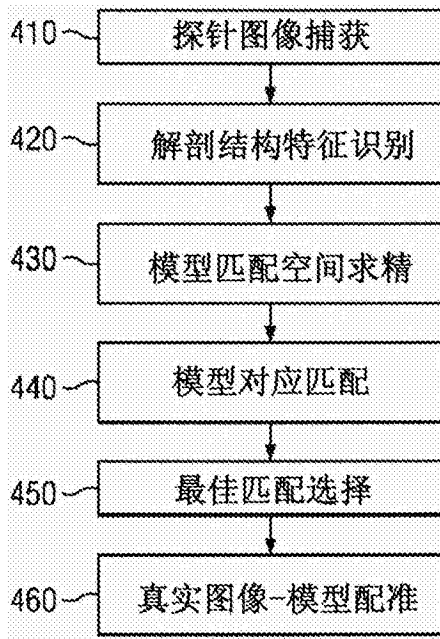 410 探针图像捕获
420 解剖结构特征识别
430 模型匹配空间求精
440 模型对应匹配
450 最佳匹配选择
460 真实图像-模型配准